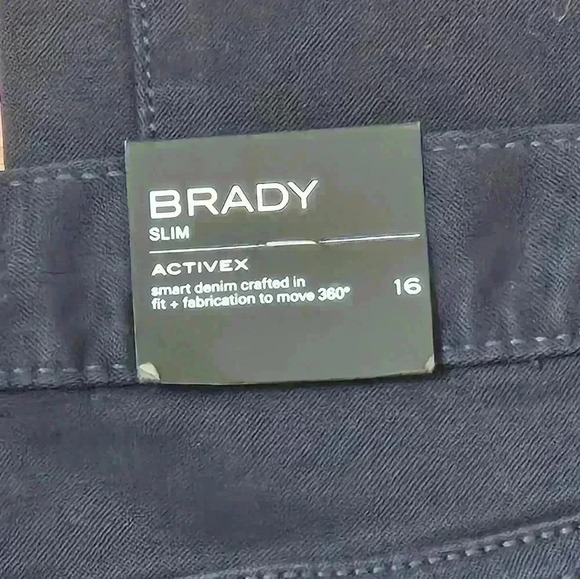 BRADY
SLIM
ACTIVEX
smart denim crafted in
fit + fabrication to move 360°
16